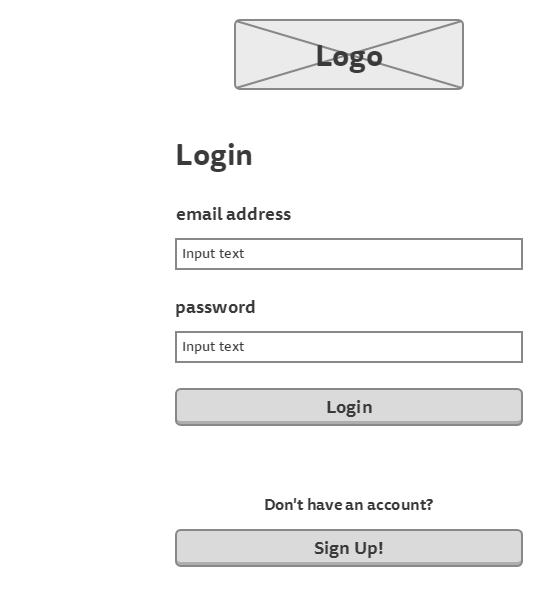 Logo
Login
email address
Input text
password
Input text
Login
Don't have an account?
Sign Up!